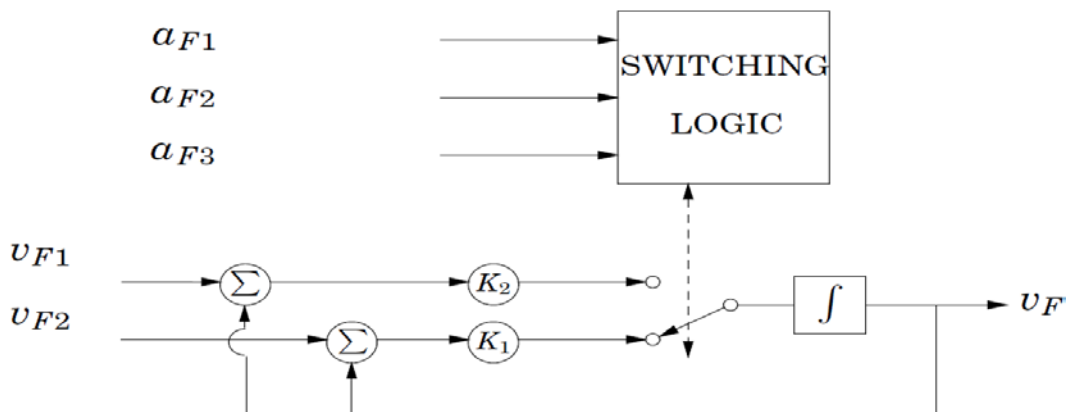 a_{F1}
a_{F2}
a_{F3}
SWITCHING
LOGIC
v_{F1}
Σ
K_2
v_{F2}
Σ
K_1
∫
v_F